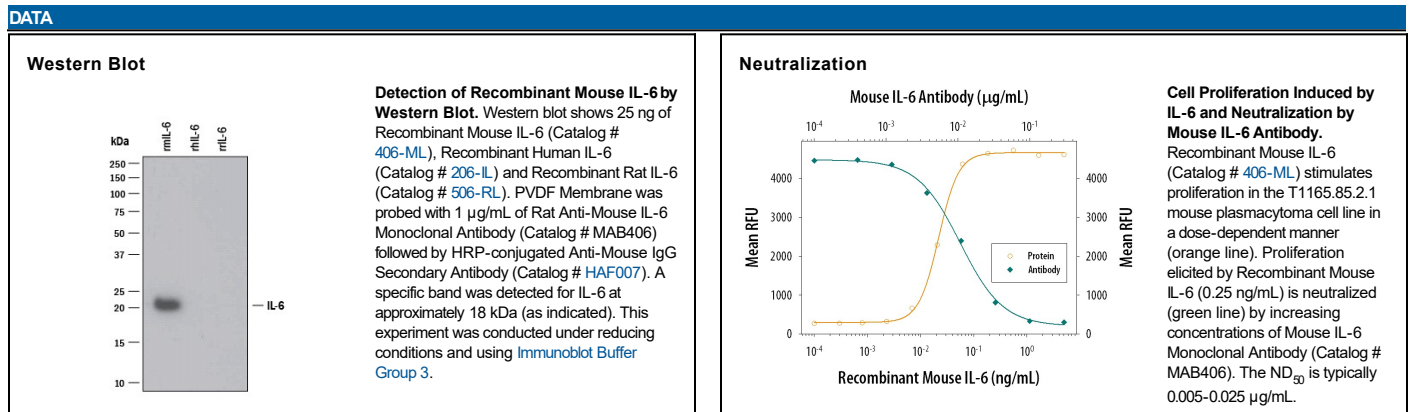 DATA
Western Blot
kDa
rmIL-6
rhIL-6
rrIL-6
250
150
100
75
50
37
25
20
15
10
IL-6
Detection of Recombinant Mouse IL-6 by
Western Blot. Western blot shows 25 ng of
Recombinant Mouse IL-6 (Catalog #
406-ML), Recombinant Human IL-6
(Catalog # 206-IL) and Recombinant Rat IL-6
(Catalog # 506-RL). PVDF Membrane was
probed with 1 µg/mL of Rat Anti-Mouse IL-6
Monoclonal Antibody (Catalog # MAB406)
followed by HRP-conjugated Anti-Mouse IgG
Secondary Antibody (Catalog # HAF007). A
specific band was detected for IL-6 at
approximately 18 kDa (as indicated). This
experiment was conducted under reducing
conditions and using Immunoblot Buffer
Group 3.
Neutralization
Mouse IL-6 Antibody (µg/mL)
10⁻⁴ 10⁻³ 10⁻² 10⁻¹
Mean RFU
4000
3000
2000
1000
0
Protein
Antibody
4000
3000
2000
1000
0
Mean RFU
10⁻⁴ 10⁻³ 10⁻² 10⁻¹ 10⁰
Recombinant Mouse IL-6 (ng/mL)
Cell Proliferation Induced by
IL-6 and Neutralization by
Mouse IL-6 Antibody.
Recombinant Mouse IL-6
(Catalog # 406-ML) stimulates
proliferation in the T1165.85.2.1
mouse plasmacytoma cell line in
a dose-dependent manner
(orange line). Proliferation
elicited by Recombinant Mouse
IL-6 (0.25 ng/mL) is neutralized
(green line) by increasing
concentrations of Mouse IL-6
Monoclonal Antibody (Catalog #
MAB406). The ND₅₀ is typically
0.005-0.025 µg/mL.